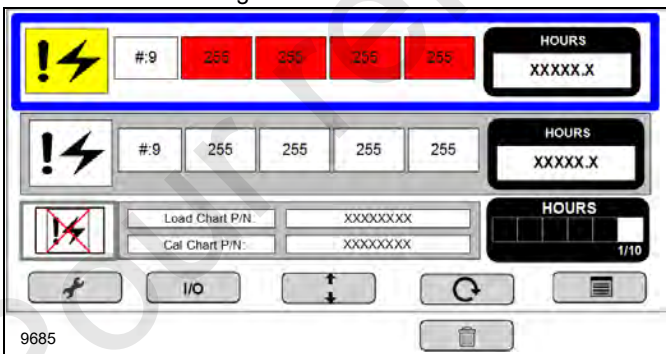 HOURS
#:9 255 255 255 255
XXXXX.X
HOURS
#:9 255 255 255 255
XXXXX.X
HOURS
Load Chart P/N: XXXXXXXX
Cal Chart P/N: XXXXXXXX
1/10
I/O
9685